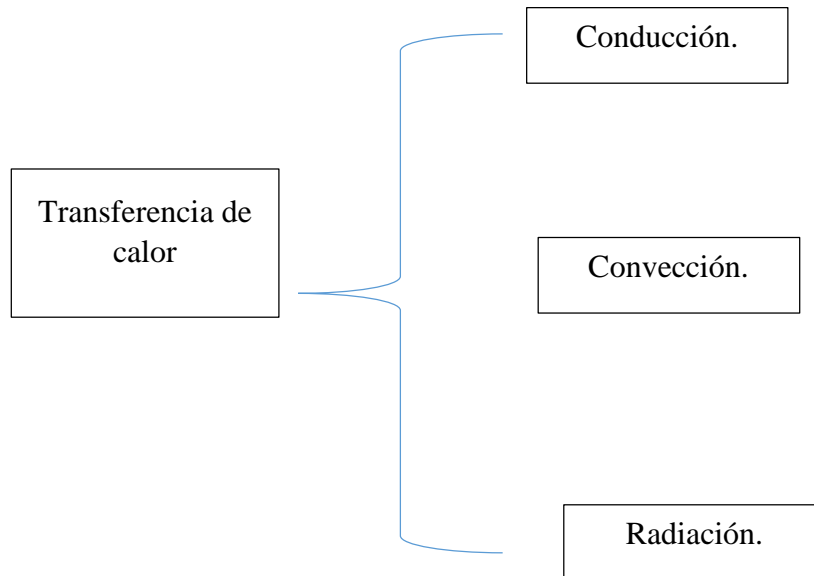 Conducción.
Transferencia de
calor
Convección.
Radiación.